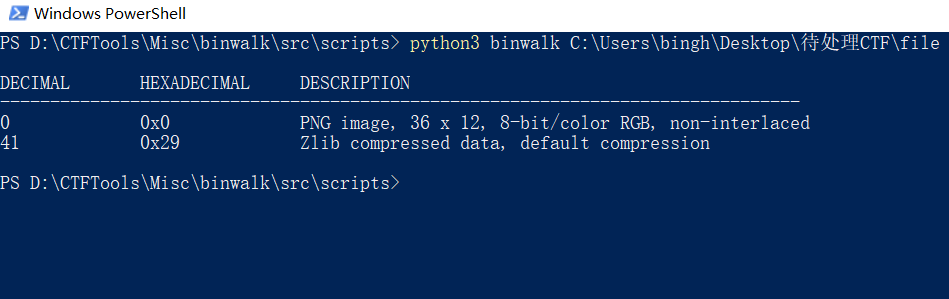 Windows PowerShell
PS D:\CTFTools\Misc\binwalk\src\scripts> python3 binwalk C:\Users\bingh\Desktop\待处理CTF\file
DECIMAL HEXADECIMAL DESCRIPTION
--------------------------------------------------------------------------------
0 0x0 PNG image, 36 x 12, 8-bit/color RGB, non-interlaced
41 0x29 Zlib compressed data, default compression
PS D:\CTFTools\Misc\binwalk\src\scripts>